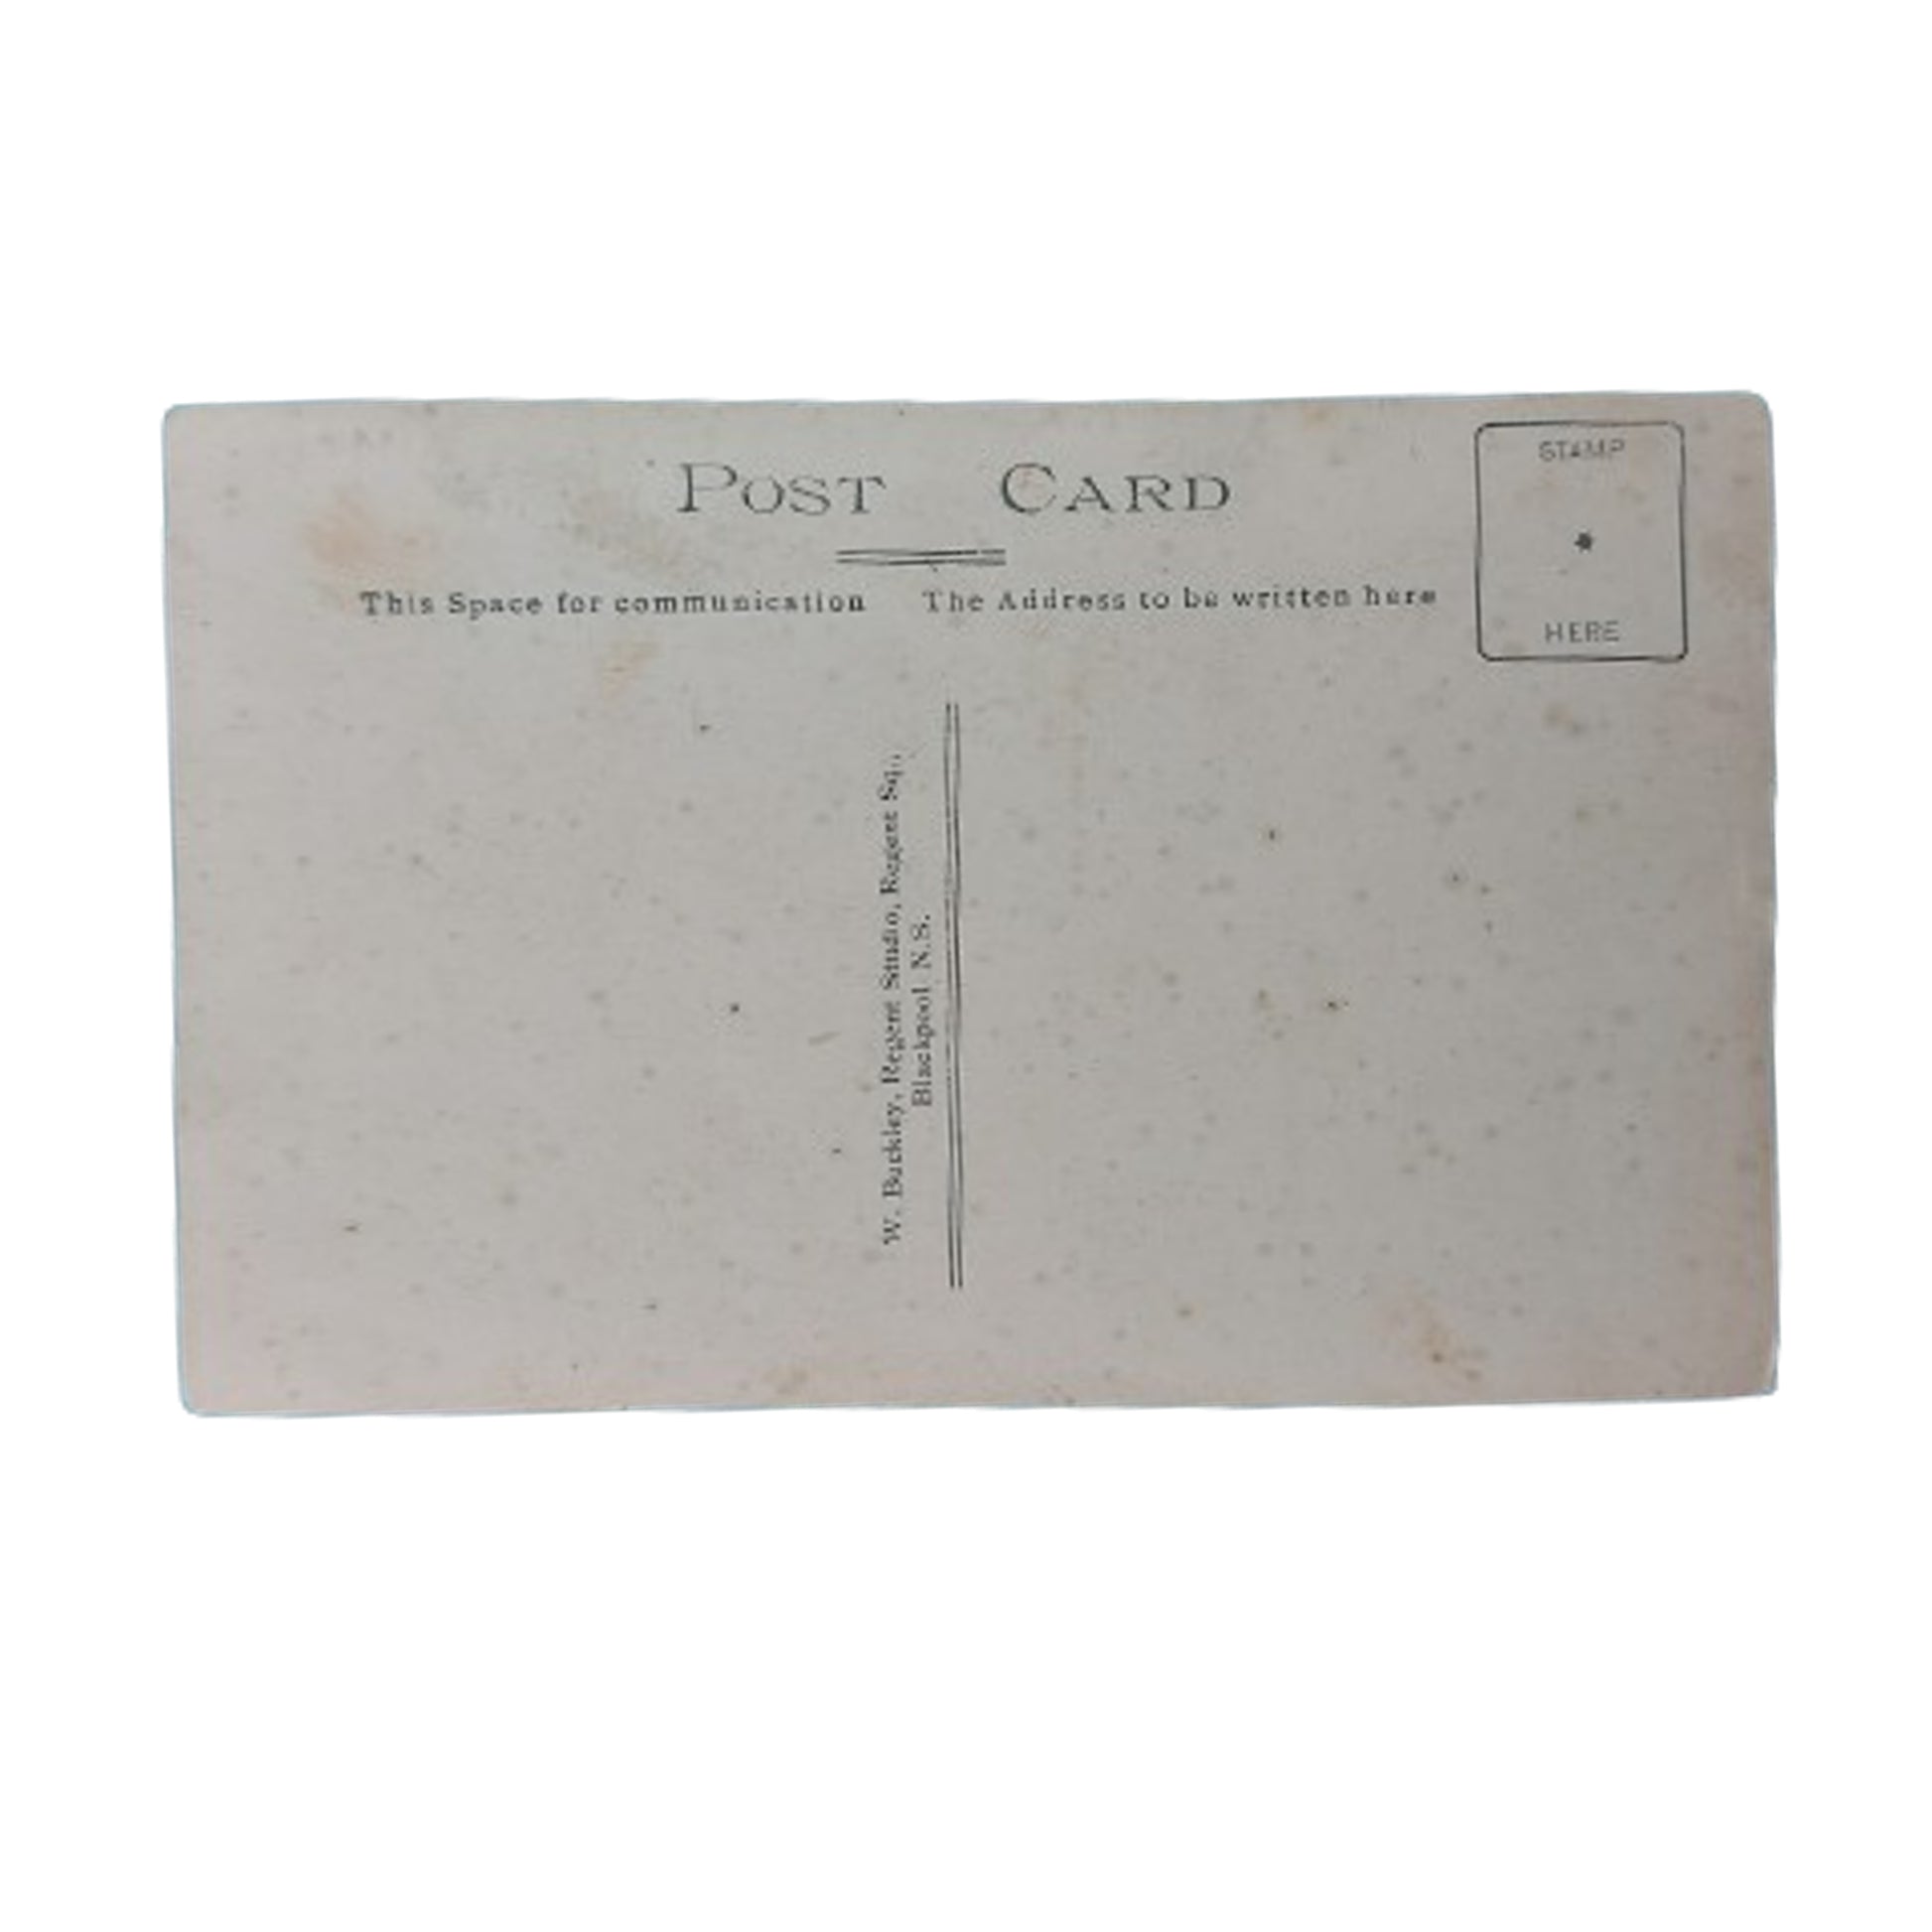 POST CARD
STAMP
HERE
This Space for communication
The Address to be written here
W. Buckley, Regent Studio, Regent Sq.,
Blackpool N.S.